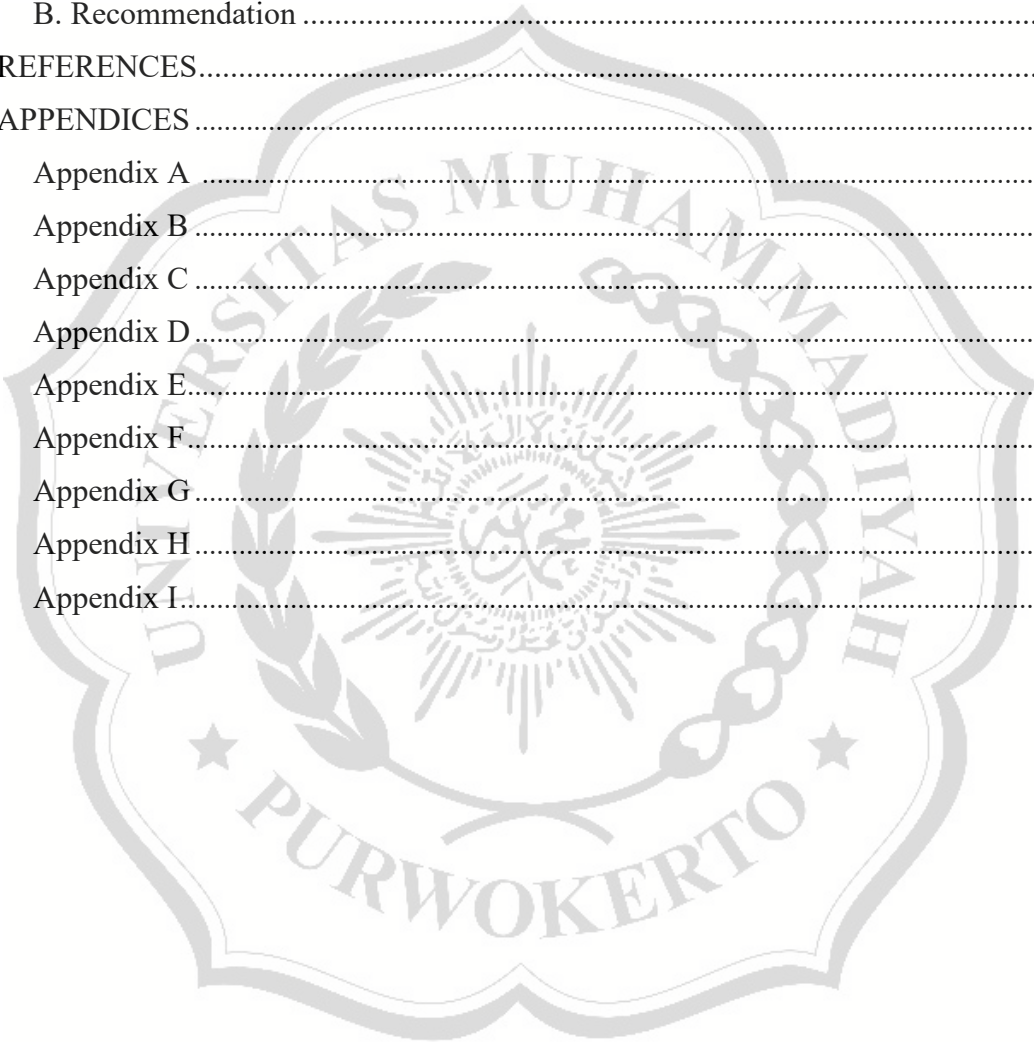 B. Recommendation ................................................................
REFERENCES................................................................
APPENDICES ................................................................
Appendix A ................................................................
Appendix B ................................................................
Appendix C ................................................................
Appendix D ................................................................
Appendix E................................................................
Appendix F................................................................
Appendix G ................................................................
Appendix H ................................................................
Appendix I................................................................
UNIVERSITAS MUHAMMADIYAH
PURWOKERTO